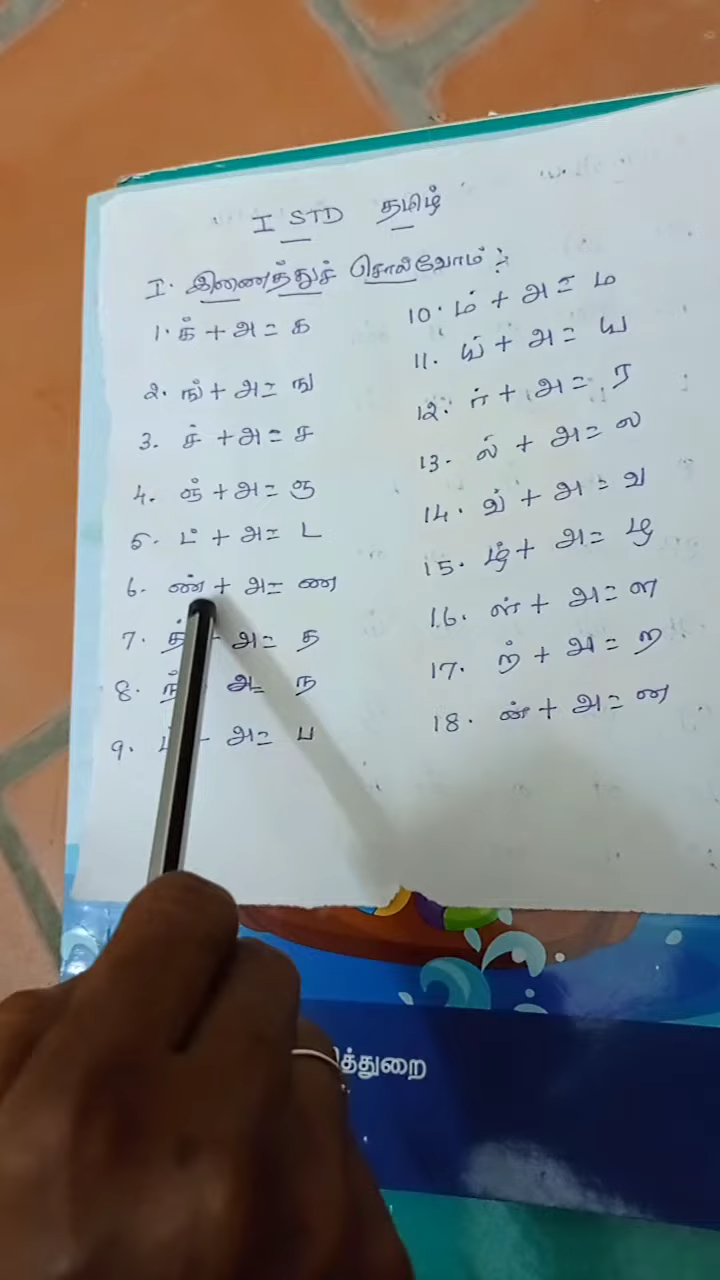 I STD தமிழ்
I. இணைத்துச் சொல்வோம் :
1. க் + அ = க
2. ங் + அ = ங
3. ச் + அ = ச
4. ஞ் + அ = ஞ
5. ட் + அ = ட
6. ண் + அ = ண
7. த் + அ = த
8. ந் அ = ந
9. ப் + அ = ப
10. ம் + அ = ம
11. ய் + அ = ய
12. ர் + அ = ர
13. ல் + அ = ல
14. வ் + அ = வ
15. ழ் + அ = ழ
16. ள் + அ = ள
17. ற் + அ = ற
18. ன் + அ = ன